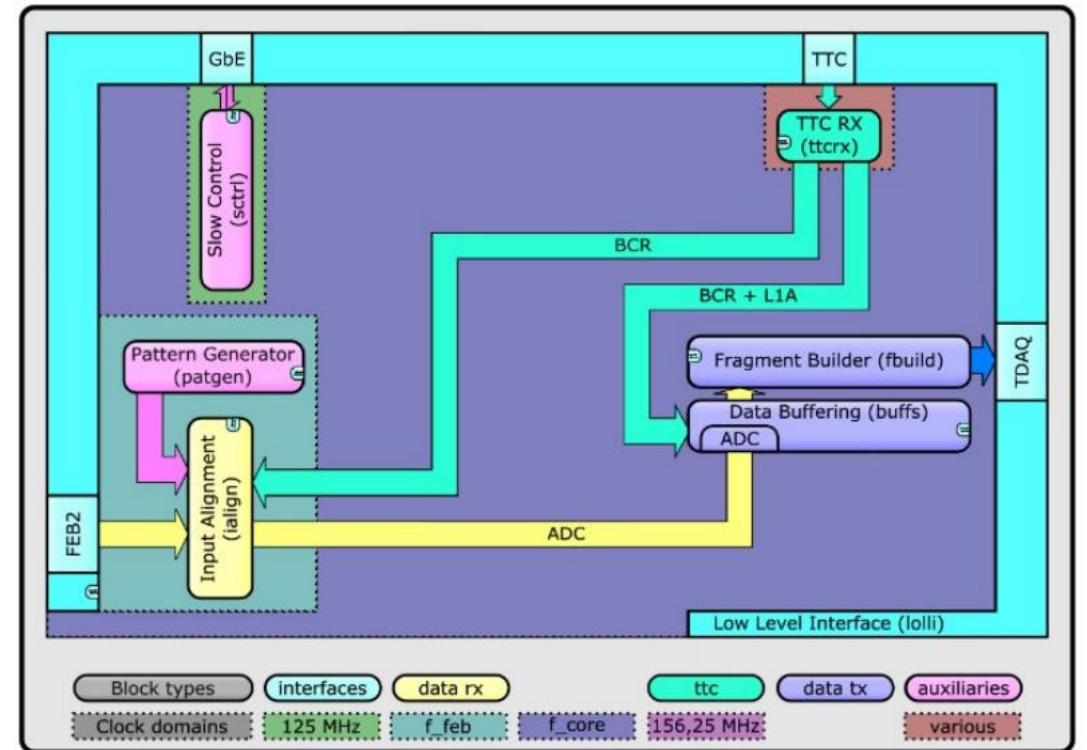 GbE
TTC
TTC RX
(ttcrx)
Slow Control
(sctrl)
BCR
BCR + L1A
Pattern Generator
(patgen)
Fragment Builder (fbuild)
TDAQ
Data Buffering (buffs)
ADC
Input Alignment
(ialign)
FEB2
ADC
Low Level Interface (lolli)
Block types
interfaces
data rx
ttc
data tx
auxiliaries
Clock domains
125 MHz
f_feb
f_core
156,25 MHz
various